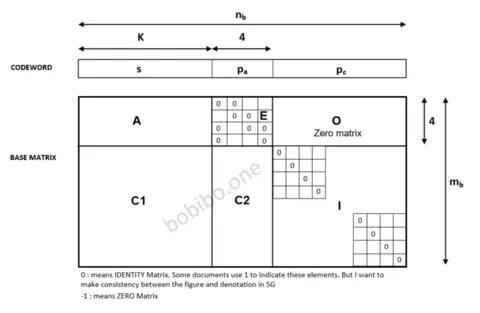 n_b
K 4
CODEWORD s p_a p_c
A 0 0 E O 4
0 0 Zero matrix
0 0 0
0 0
BASE MATRIX C1 C2 I m_b
0
0
0
0
0
0
0
0
bobibo.one
0 : means IDENTITY Matrix. Some documents use 1 to indicate these elements. But I want to
make consistency between the figure and denotation in 5G
-1 : means ZERO Matrix